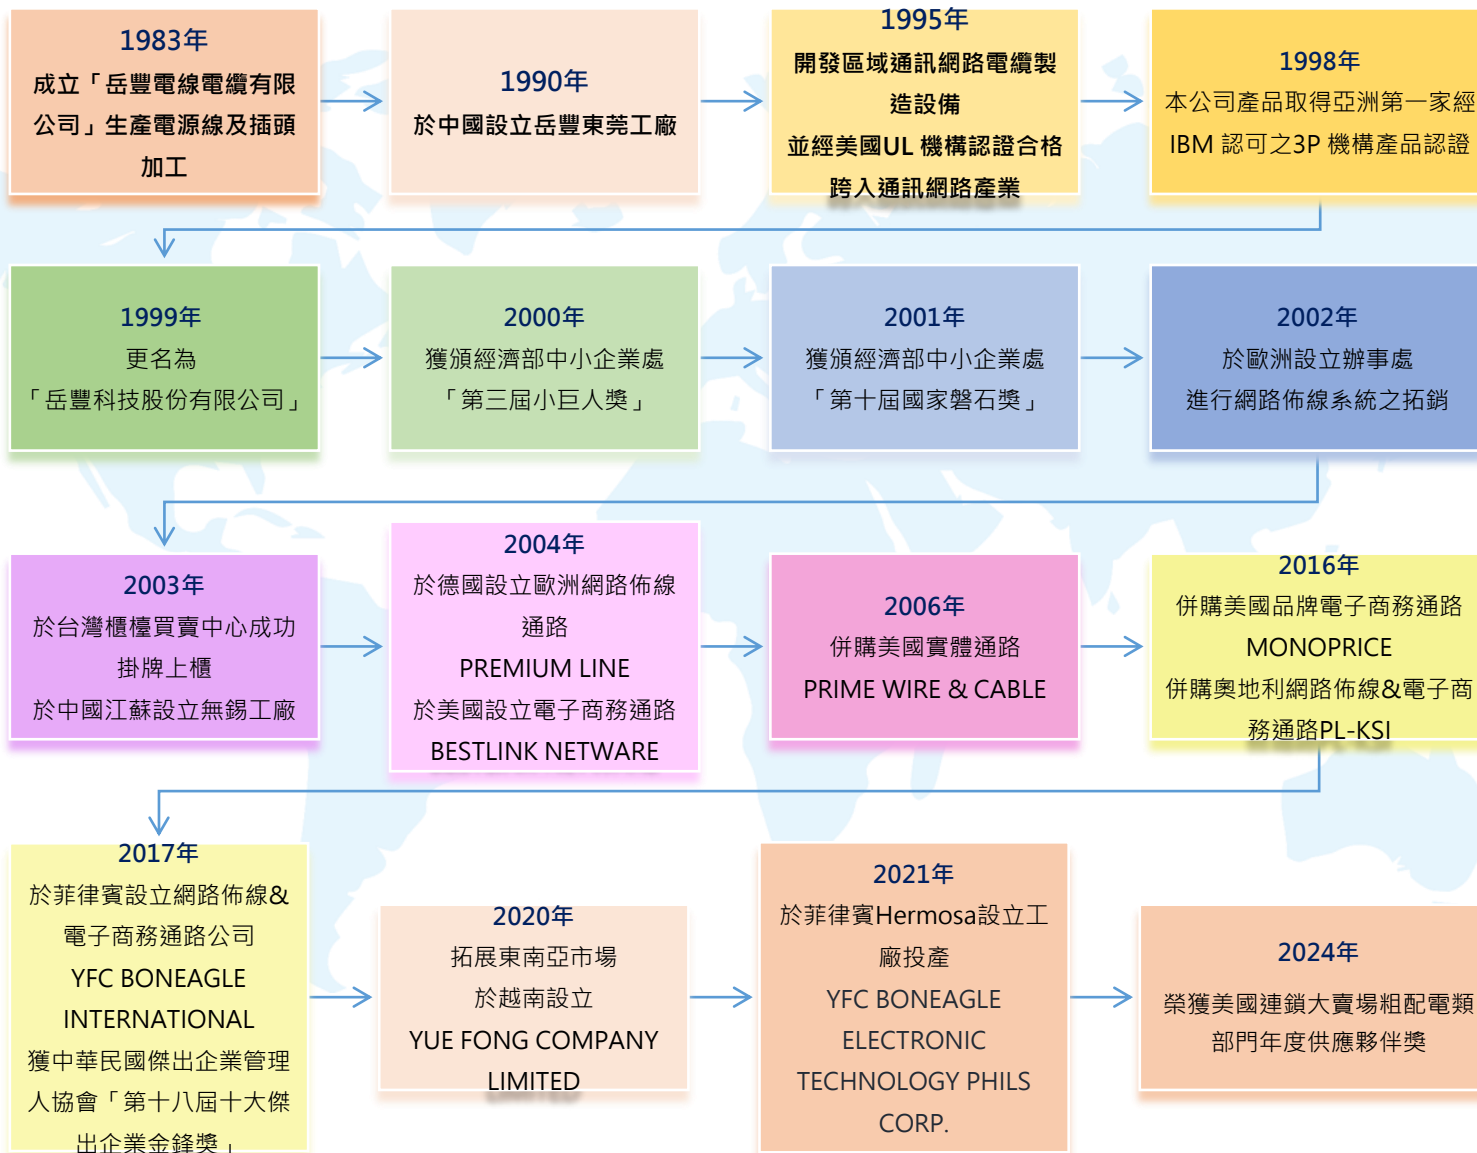 1983年
成立「岳豐電線電纜有限
公司」生產電源線及插頭
加工
1990年
於中國設立岳豐東莞工廠
1995年
開發區域通訊網路電纜製
造設備
並經美國UL 機構認證合格
跨入通訊網路產業
1998年
本公司產品取得亞洲第一家經
IBM 認可之3P 機構產品認證
1999年
更名為
「岳豐科技股份有限公司」
2000年
獲頒經濟部中小企業處
「第三屆小巨人獎」
2001年
獲頒經濟部中小企業處
「第十屆國家磐石獎」
2002年
於歐洲設立辦事處
進行網路佈線系統之拓銷
2003年
於台灣櫃檯買賣中心成功
掛牌上櫃
於中國江蘇設立無錫工廠
2004年
於德國設立歐洲網路佈線
通路
PREMIUM LINE
於美國設立電子商務通路
BESTLINK NETWARE
2006年
併購美國實體通路
PRIME WIRE & CABLE
2016年
併購美國品牌電子商務通路
MONOPRICE
併購奧地利網路佈線&電子商
務通路PL-KSI
2017年
於菲律賓設立網路佈線&
電子商務通路公司
YFC BONEAGLE
INTERNATIONAL
獲中華民國傑出企業管理
人協會「第十八屆十大傑
出企業金鋒獎」
2020年
拓展東南亞市場
於越南設立
YUE FONG COMPANY
LIMITED
2021年
於菲律賓Hermosa設立工
廠投產
YFC BONEAGLE
ELECTRONIC
TECHNOLOGY PHILS
CORP.
2024年
榮獲美國連鎖大賣場粗配電類
部門年度供應夥伴獎